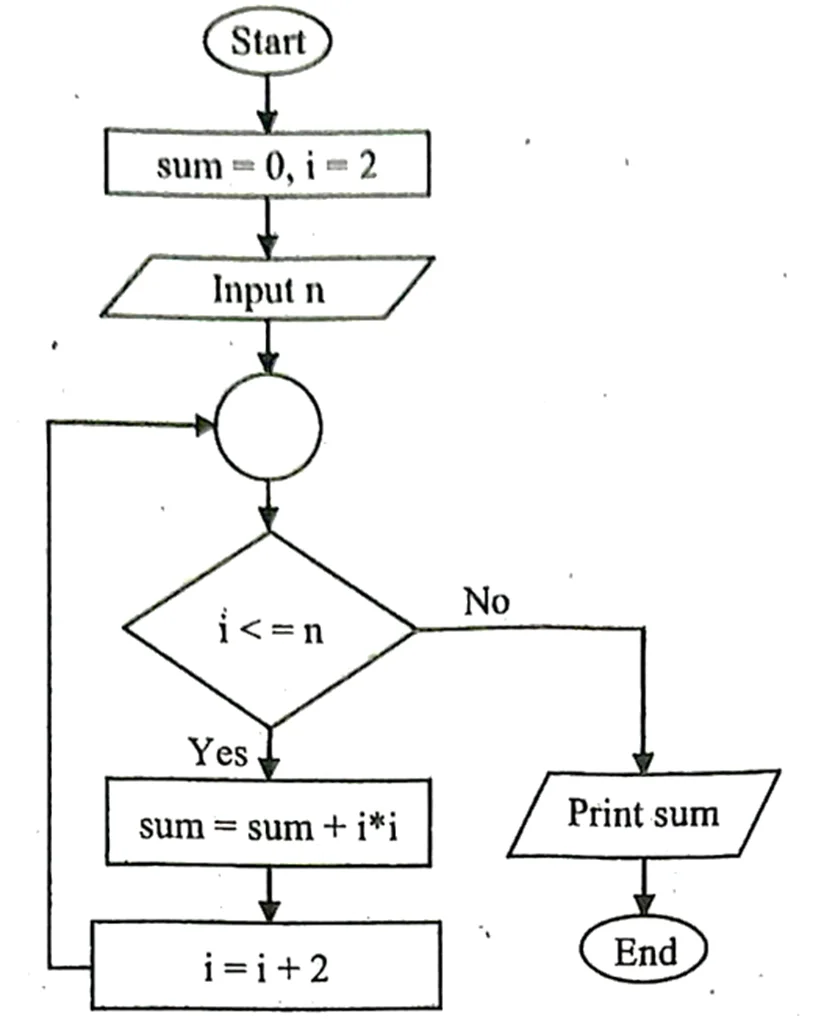 Start
sum = 0, i = 2
Input n
i < = n
No
Yes
sum = sum + i*i
Print sum
i = i + 2
End